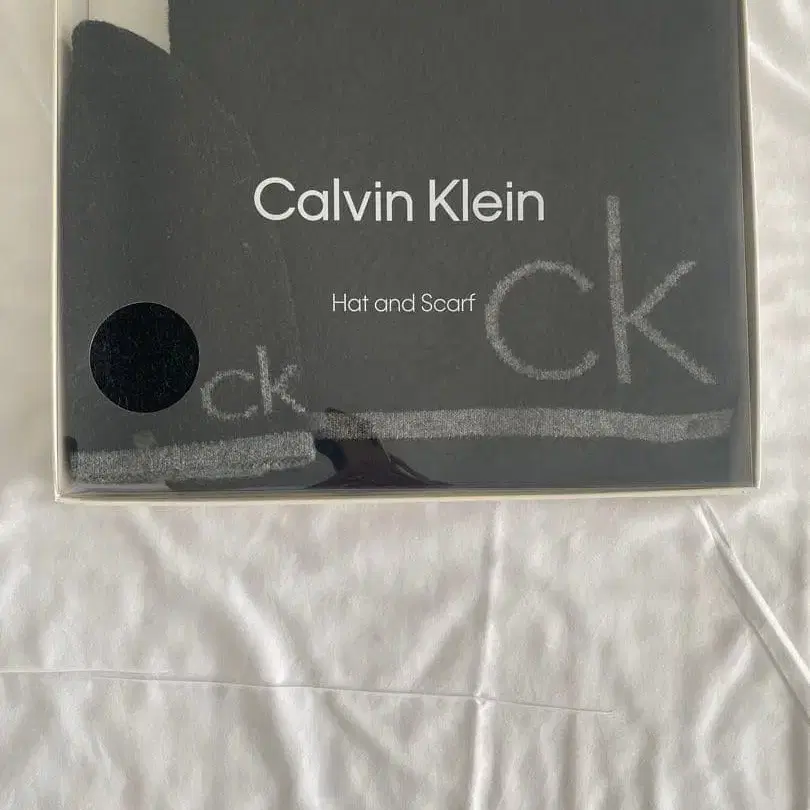 Calvin Klein
Hat and Scarf
ck
ck